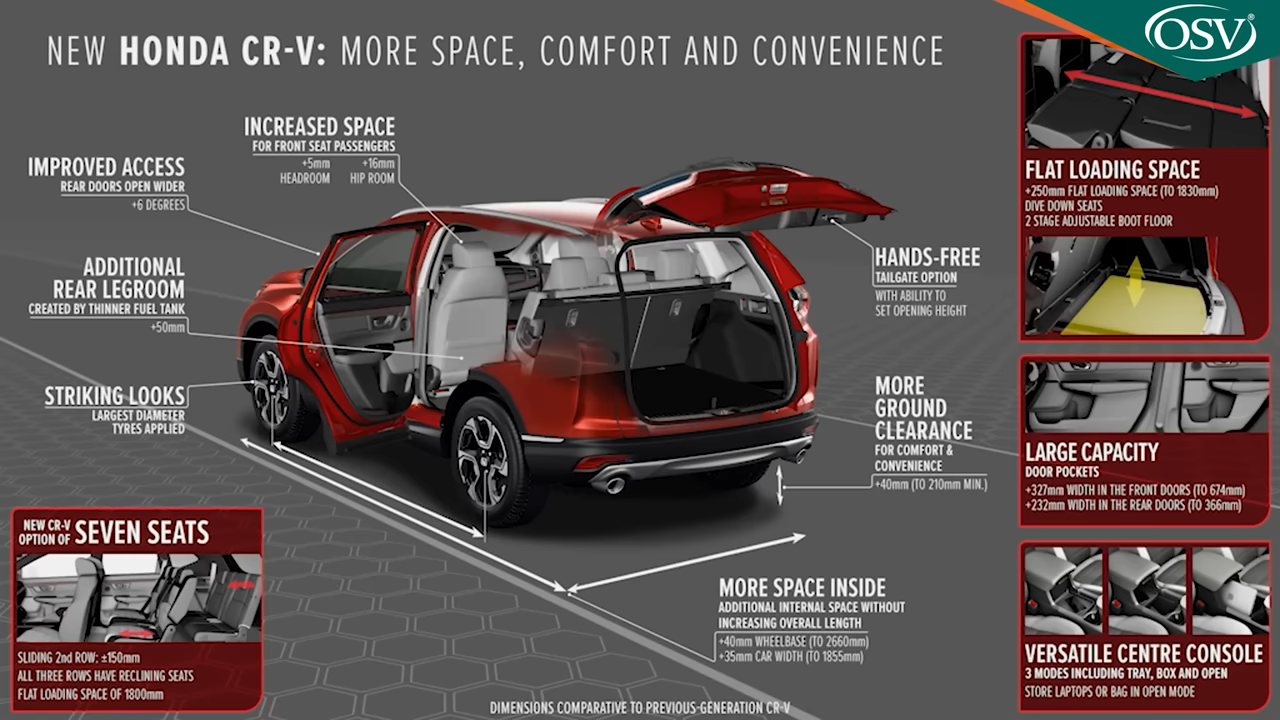 NEW HONDA CR-V: MORE SPACE, COMFORT AND CONVENIENCE
OSV®
INCREASED SPACE
FOR FRONT SEAT PASSENGERS
+5mm +16mm
HEADROOM HIP ROOM
IMPROVED ACCESS
REAR DOORS OPEN WIDER
+6 DEGREES
ADDITIONAL
REAR LEGROOM
CREATED BY THINNER FUEL TANK
+50mm
STRIKING LOOKS
LARGEST DIAMETER
TYRES APPLIED
HANDS-FREE
TAILGATE OPTION
WITH ABILITY TO
SET OPENING HEIGHT
MORE
GROUND
CLEARANCE
FOR COMFORT &
CONVENIENCE
+40mm (TO 210mm MIN.)
MORE SPACE INSIDE
ADDITIONAL INTERNAL SPACE WITHOUT
INCREASING OVERALL LENGTH
+40mm WHEELBASE (TO 2660mm)
+35mm CAR WIDTH (TO 1855mm)
NEW CR-V
OPTION OF SEVEN SEATS
SLIDING 2nd ROW: ±150mm
ALL THREE ROWS HAVE RECLINING SEATS
FLAT LOADING SPACE OF 1800mm
FLAT LOADING SPACE
+250mm FLAT LOADING SPACE (TO 1830mm)
DIVE DOWN SEATS
2 STAGE ADJUSTABLE BOOT FLOOR
LARGE CAPACITY
DOOR POCKETS
+327mm WIDTH IN THE FRONT DOORS (TO 674mm)
+232mm WIDTH IN THE REAR DOORS (TO 366mm)
VERSATILE CENTRE CONSOLE
3 MODES INCLUDING TRAY, BOX AND OPEN
STORE LAPTOPS OR BAG IN OPEN MODE
DIMENSIONS COMPARATIVE TO PREVIOUS-GENERATION CR-V